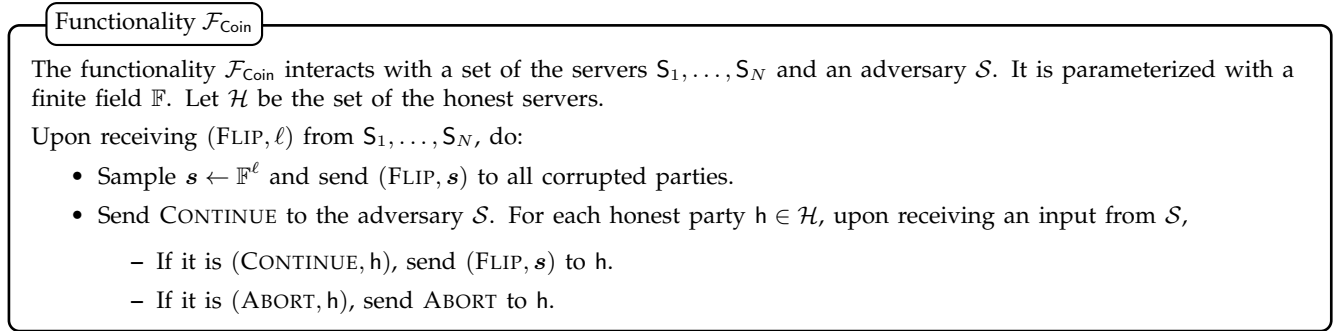 Functionality 𝓕_Coin
The functionality 𝓕_Coin interacts with a set of the servers S₁, . . . , S_N and an adversary 𝒮. It is parameterized with a
finite field 𝔽. Let ℋ be the set of the honest servers.
Upon receiving (FLIP, ℓ) from S₁, . . . , S_N, do:
• Sample 𝒔 ← 𝔽^ℓ and send (FLIP, 𝒔) to all corrupted parties.
• Send CONTINUE to the adversary 𝒮. For each honest party h ∈ ℋ, upon receiving an input from 𝒮,
– If it is (CONTINUE, h), send (FLIP, 𝒔) to h.
– If it is (ABORT, h), send ABORT to h.